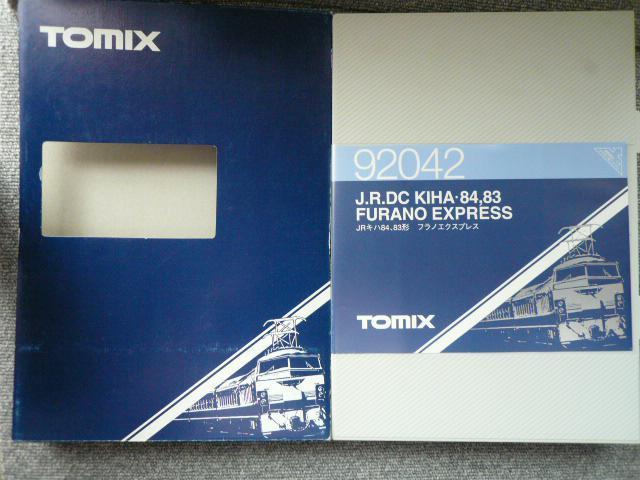 TOMIX
92042
J.R.DC KIHA·84,83
FURANO EXPRESS
JRキハ84、83形 フラノエクスプレス
TOMIX